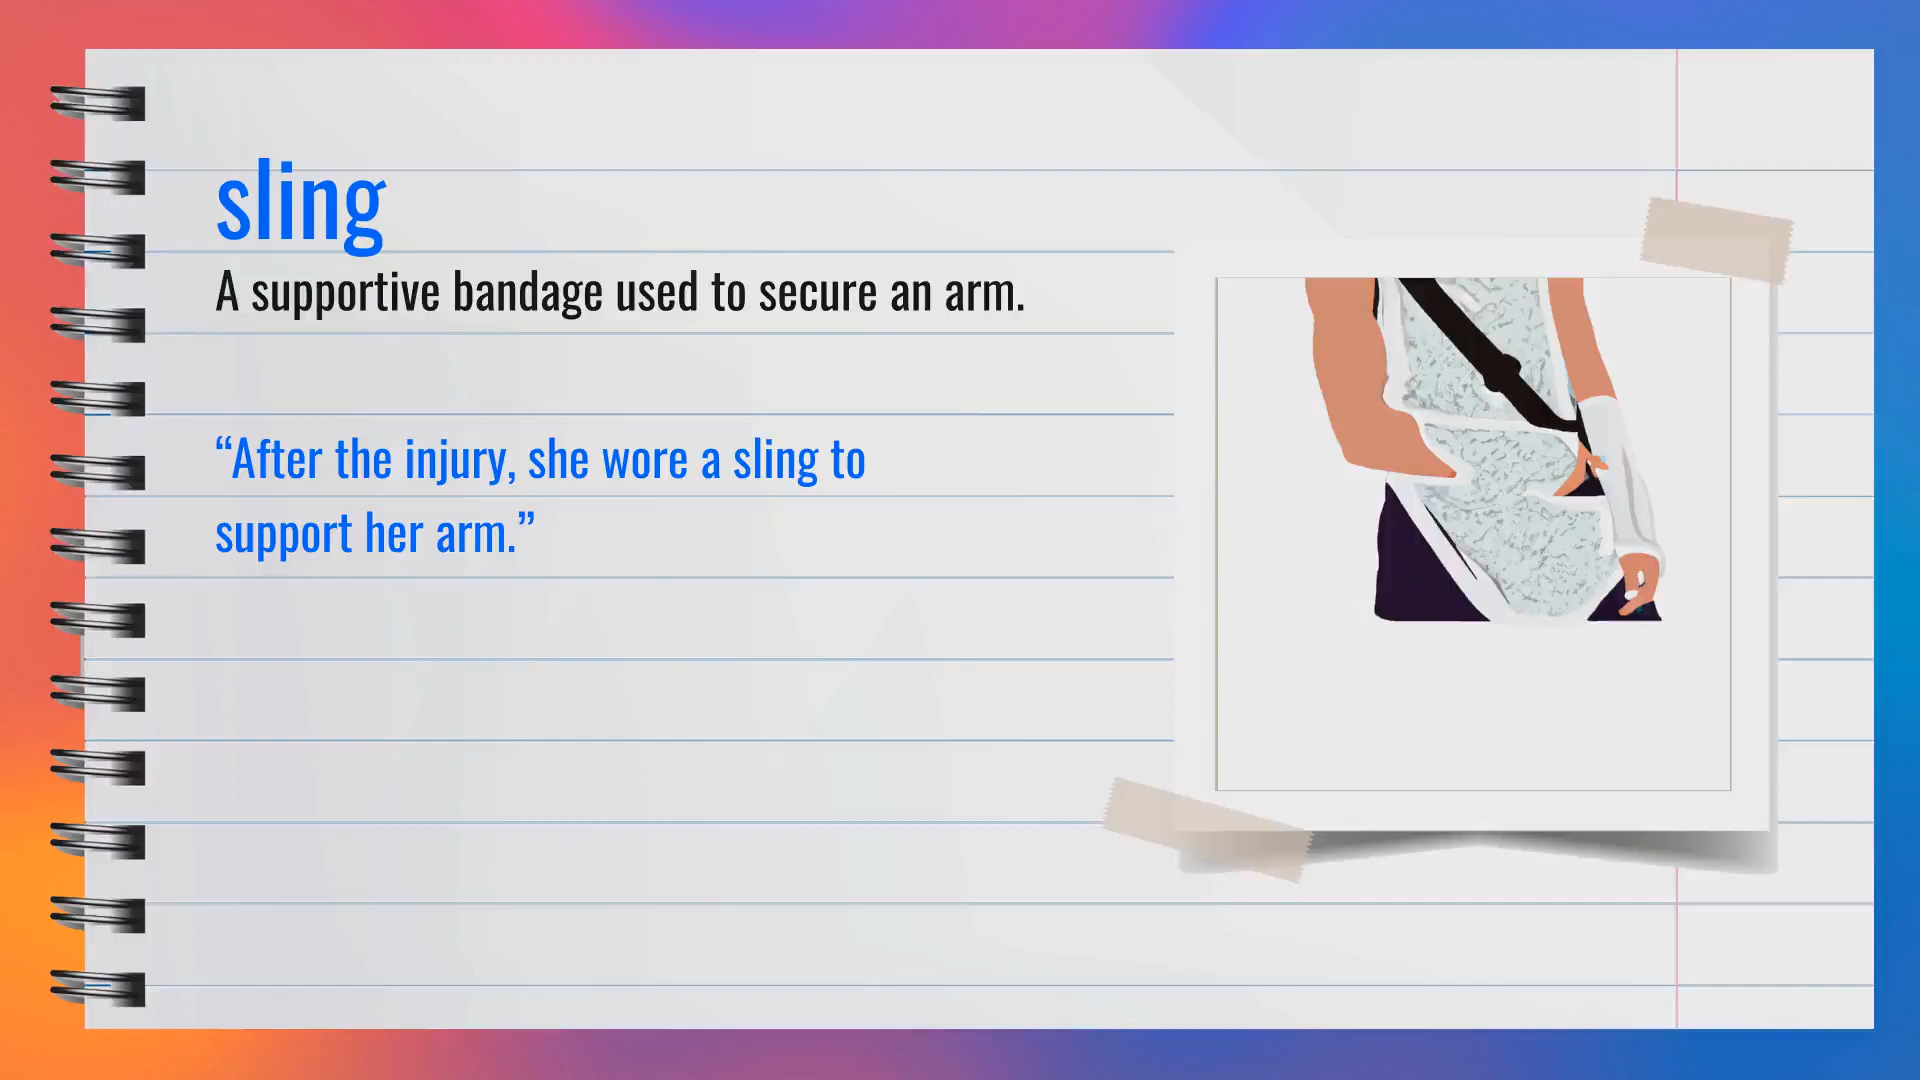 sling
A supportive bandage used to secure an arm.
“After the injury, she wore a sling to
support her arm.”